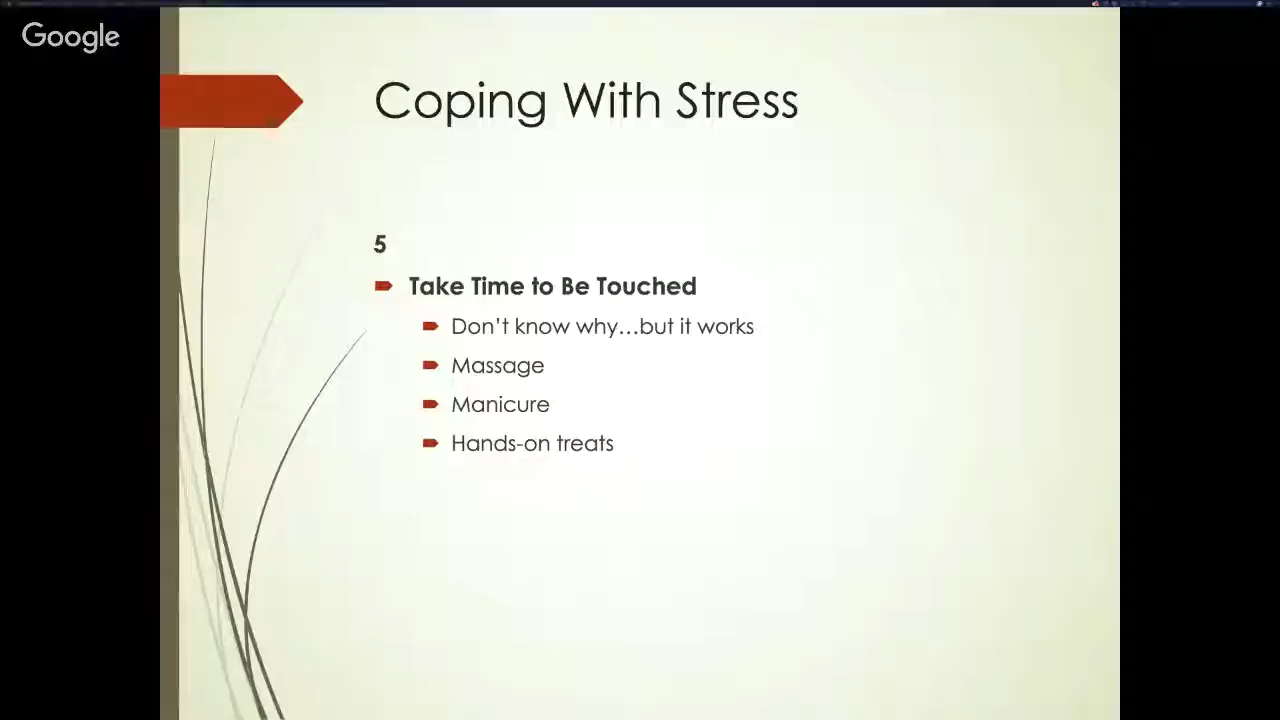 Google
Coping With Stress
5
Take Time to Be Touched
Don't know why...but it works
Massage
Manicure
Hands-on treats